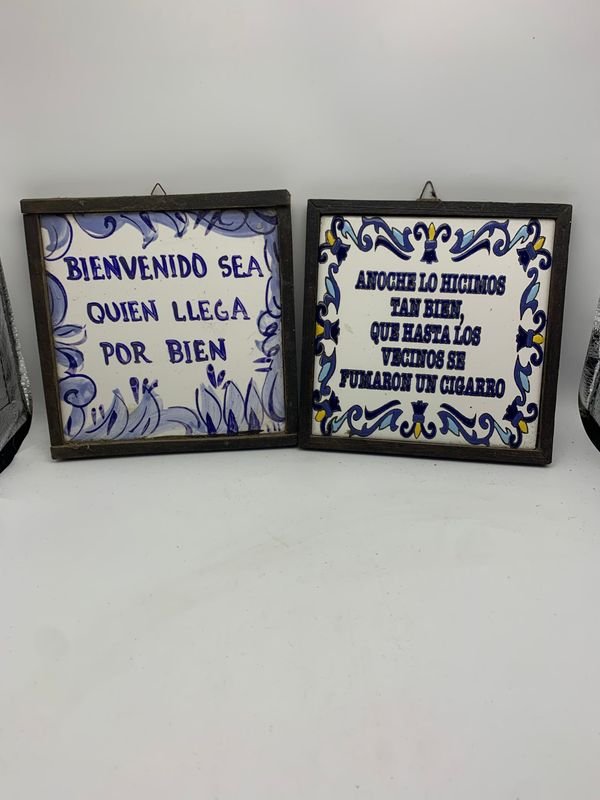 BIENVENIDO SEA
QUIEN LLEGA
POR BIEN
ANOCHE LO HICIMOS
TAN BIEN,
QUE HASTA LOS
VECINOS SE
FUMARON UN CIGARRO